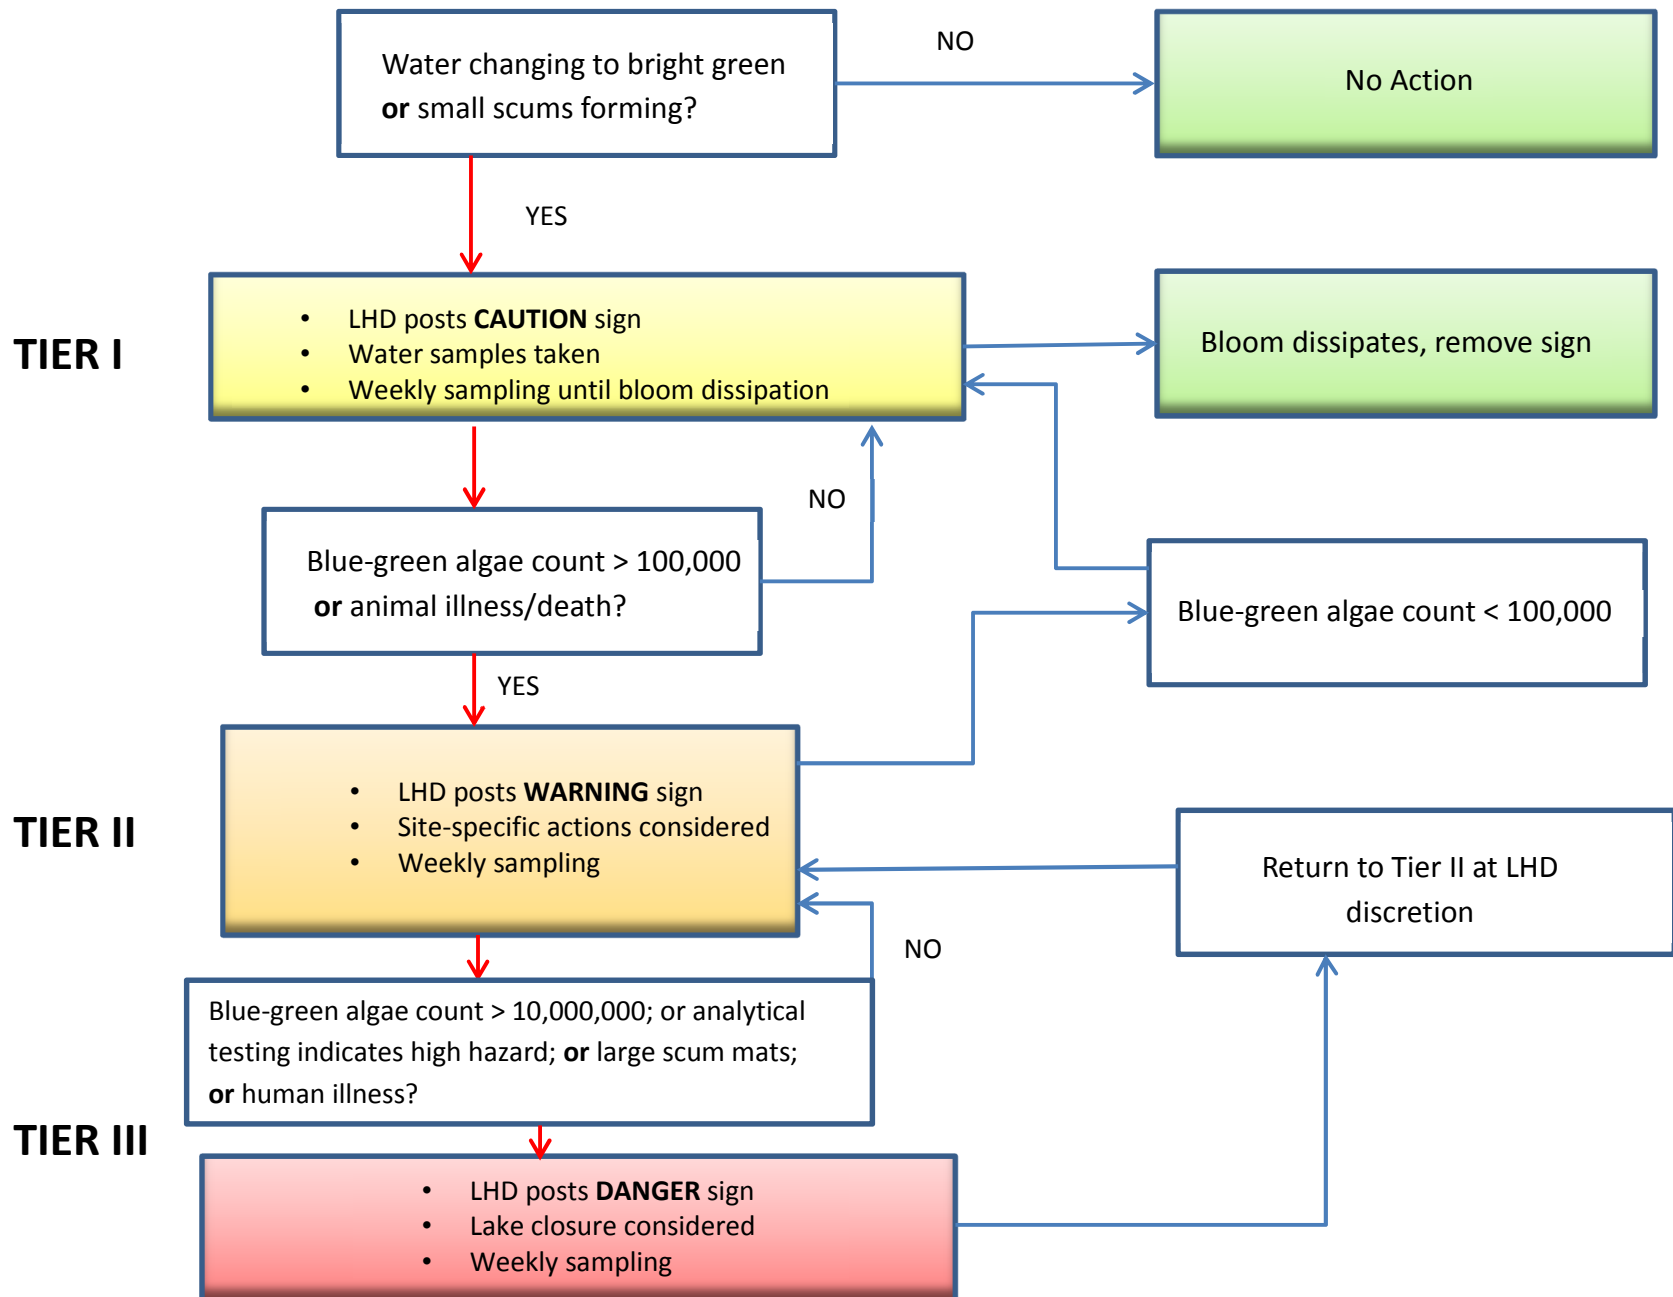 Water changing to bright green
or small scums forming?
NO
No Action
YES
TIER I
• LHD posts CAUTION sign
• Water samples taken
• Weekly sampling until bloom dissipation
Bloom dissipates, remove sign
NO
Blue-green algae count > 100,000
or animal illness/death?
Blue-green algae count < 100,000
YES
TIER II
• LHD posts WARNING sign
• Site-specific actions considered
• Weekly sampling
Return to Tier II at LHD
discretion
NO
Blue-green algae count > 10,000,000; or analytical
testing indicates high hazard; or large scum mats;
or human illness?
TIER III
• LHD posts DANGER sign
• Lake closure considered
• Weekly sampling